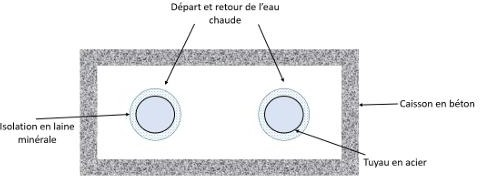 Départ et retour de l'eau
chaude
Caisson en béton
Isolation en laine
minérale
Tuyau en acier